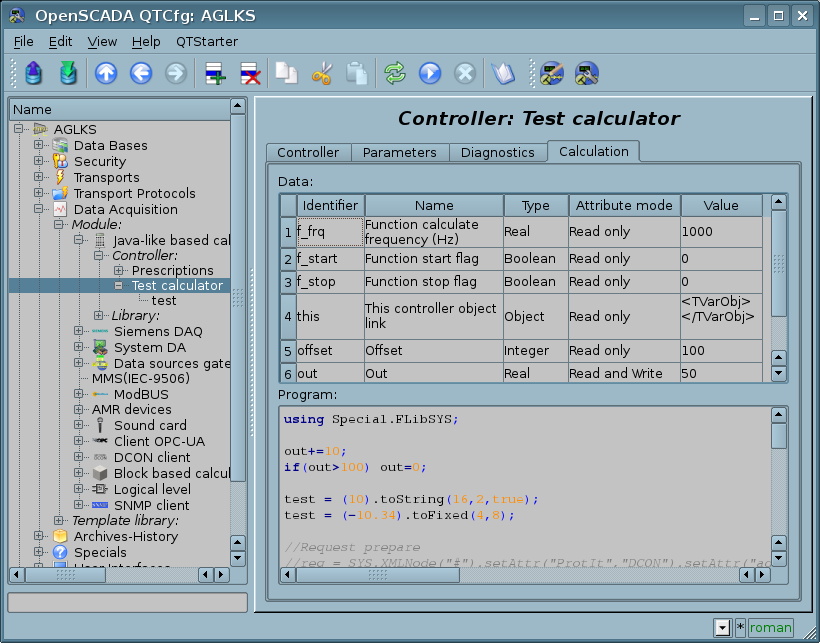 OpenSCADA QTCfg: AGLKS
File Edit View Help QTStarter
Name
AGLKS
Data Bases
Security
Transports
Transport Protocols
Data Acquisition
Module:
Java-like based cal
Controller:
Prescriptions
Test calculator
test
Library:
Siemens DAQ
System DA
Data sources gate
MMS(IEC-9506)
ModBUS
AMR devices
Sound card
Client OPC-UA
DCON client
Block based calcul
Logical level
SNMP client
Template library:
Archives-History
Specials
User Interfaces
Controller: Test calculator
Controller Parameters Diagnostics Calculation
Data:
Identifier Name Type Attribute mode Value
1 f_frq Function calculate frequency (Hz) Real Read only 1000
2 f_start Function start flag Boolean Read only 0
3 f_stop Function stop flag Boolean Read only 0
4 this This controller object link Object Read only <TVarObj> </TVarObj>
5 offset Offset Integer Read only 100
6 out Out Real Read and Write 50
Program:
using Special.FLibSYS;
out+=10;
if(out>100) out=0;
test = (10).toString(16,2,true);
test = (-10.34).toFixed(4,8);
//Request prepare
//req = SYS.XMLNode("#").setAttr("ProtIt","DCON").setAttr("ad
* roman